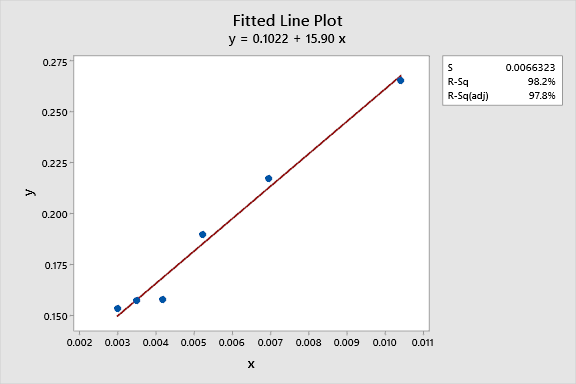 Fitted Line Plot
y = 0.1022 + 15.90 x
0.275
0.250
0.225
0.200
0.175
0.150
y
0.002 0.003 0.004 0.005 0.006 0.007 0.008 0.009 0.010 0.011
x
S 0.0066323
R-Sq 98.2%
R-Sq(adj) 97.8%